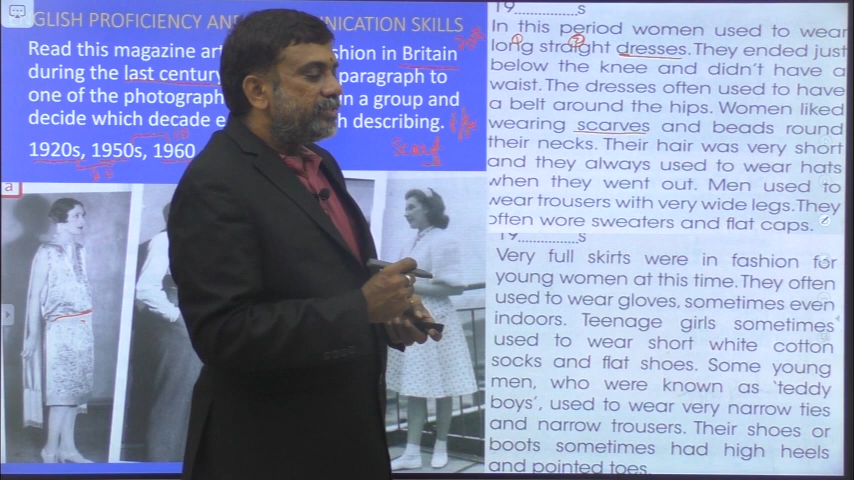 GLISH PROFICIENCY AND UNICATION SKILLS
Read this magazine art shion in Britain
during the last century paragraph to
one of the photograph in a group and
decide which decade e h describing.
1920s, 1950s, 1960
Scarf
a
19...............s
In this period women used to wear
long straight dresses. They ended just
below the knee and didn't have a
waist. The dresses often used to have
a belt around the hips. Women liked
wearing scarves and beads round
their necks. Their hair was very short
and they always used to wear hats
when they went out. Men used to
wear trousers with very wide legs. They
often wore sweaters and flat caps.
19...............s
Very full skirts were in fashion for
young women at this time. They often
used to wear gloves, sometimes even
indoors. Teenage girls sometimes
used to wear short white cotton
socks and flat shoes. Some young
men, who were known as 'teddy
boys', used to wear very narrow ties
and narrow trousers. Their shoes or
boots sometimes had high heels
and pointed toes.